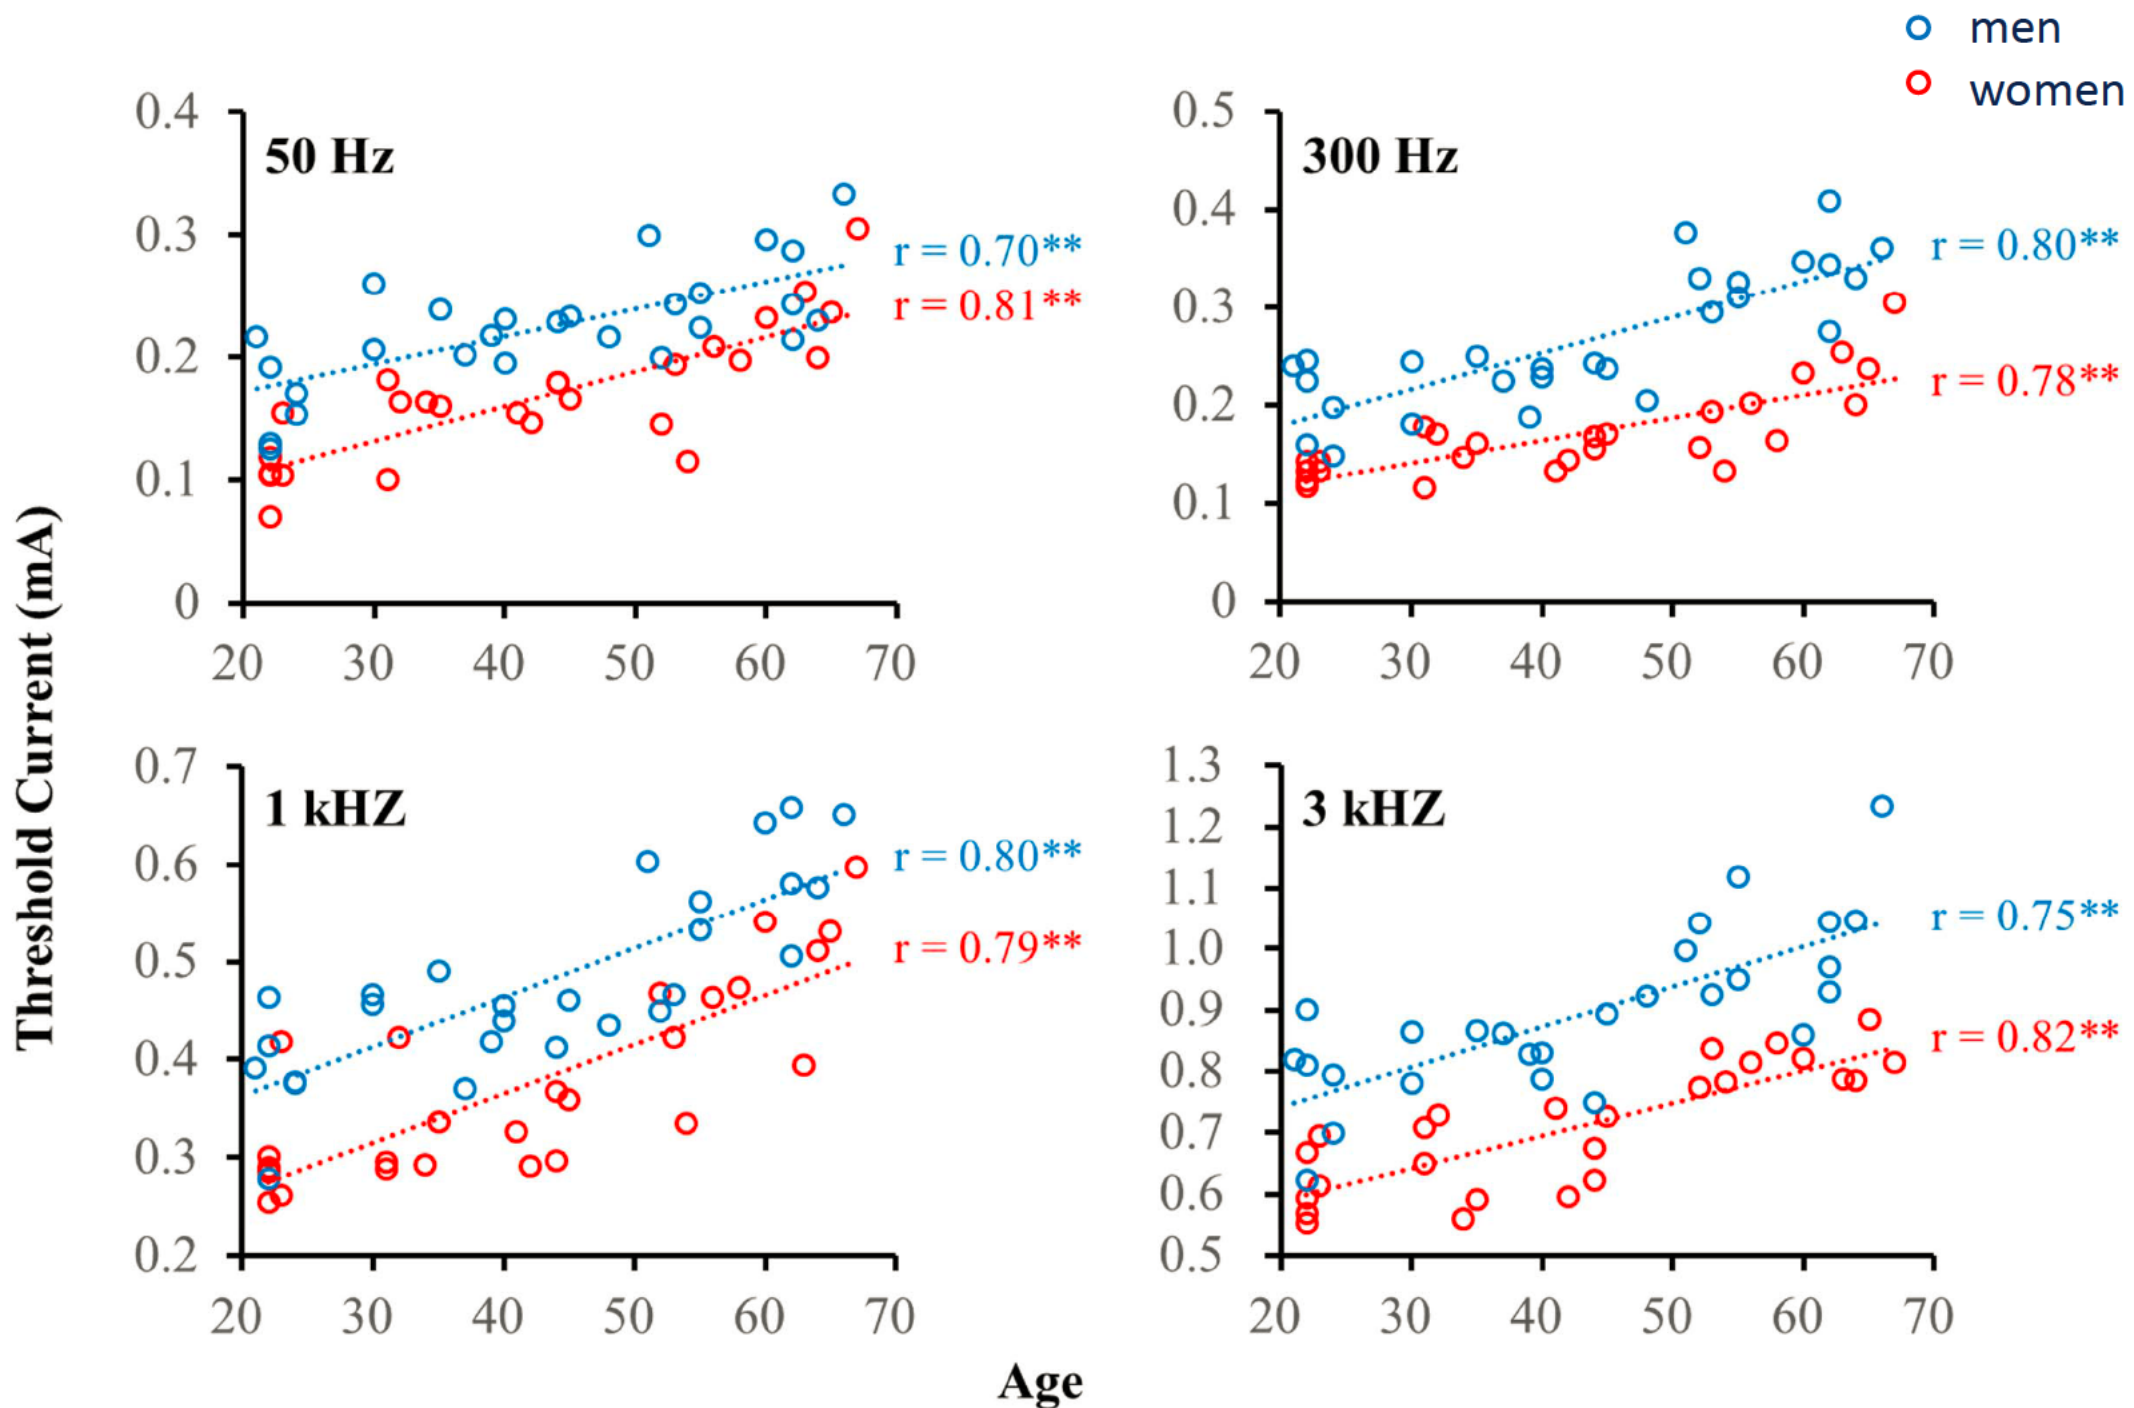 men
women
50 Hz
0.4
0.3
0.2
0.1
0
20 30 40 50 60 70
r = 0.70**
r = 0.81**
300 Hz
0.5
0.4
0.3
0.2
0.1
0
20 30 40 50 60 70
r = 0.80**
r = 0.78**
1 kHZ
0.7
0.6
0.5
0.4
0.3
0.2
20 30 40 50 60 70
r = 0.80**
r = 0.79**
3 kHZ
1.3
1.2
1.1
1.0
0.9
0.8
0.7
0.6
0.5
20 30 40 50 60 70
r = 0.75**
r = 0.82**
Threshold Current (mA)
Age